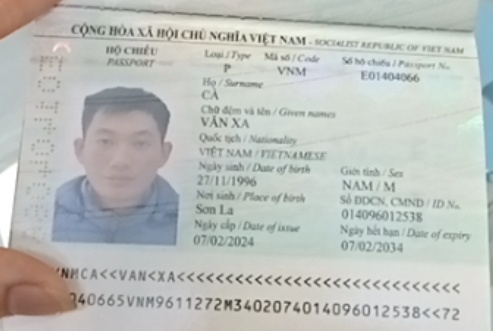 CỘNG HÒA XÃ HỘI CHỦ NGHĨA VIỆT NAM - SOCIALIST REPUBLIC OF VIET NAM
HỘ CHIẾU
PASSPORT
Loại / Type Mã số / Code Số hộ chiếu / Passport No.
P VNM E01404066
Họ / Surname
CÀ
Chữ đệm và tên / Given names
VĂN XA
Quốc tịch / Nationality
VIỆT NAM / VIETNAMESE
Ngày sinh / Date of birth Giới tính / Sex
27/11/1996 NAM / M
Nơi sinh / Place of birth Số ĐDCN, CMND / ID No.
Sơn La 014096012538
Ngày cấp / Date of issue Ngày hết hạn / Date of expiry
07/02/2024 07/02/2034
VNMCA<<VAN<XA<<<<<<<<<<<<<<<<<<<<<<<<<<<<<
40665VNM9611272M3402074014096012538<<72